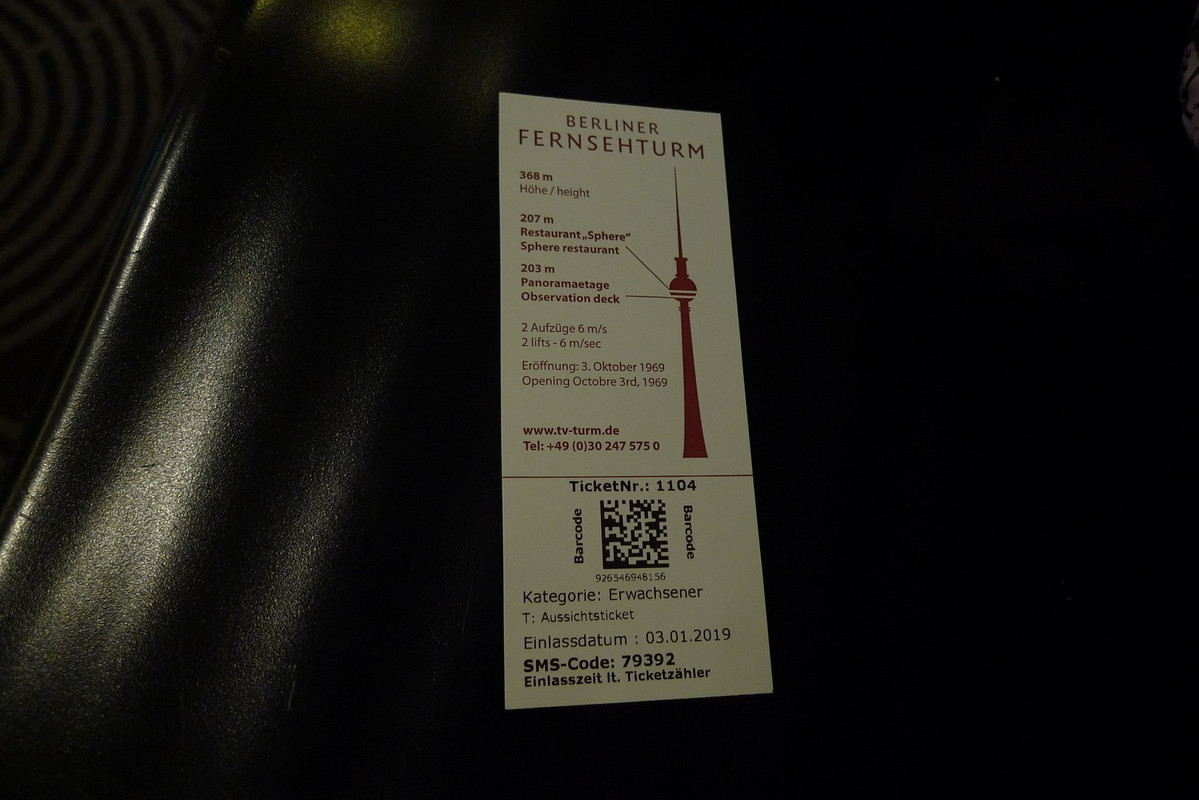 BERLINER
FERNSEHTURM
368 m
Höhe / height
207 m
Restaurant „Sphere“
Sphere restaurant
203 m
Panoramaetage
Observation deck
2 Aufzüge 6 m/s
2 lifts - 6 m/sec
Eröffnung: 3. Oktober 1969
Opening Octobre 3rd, 1969
www.tv-turm.de
Tel: +49 (0)30 247 575 0
TicketNr.: 1104
Barcode
Barcode
926546948156
Kategorie: Erwachsener
T: Aussichtsticket
Einlassdatum : 03.01.2019
SMS-Code: 79392
Einlasszeit lt. Ticketzähler